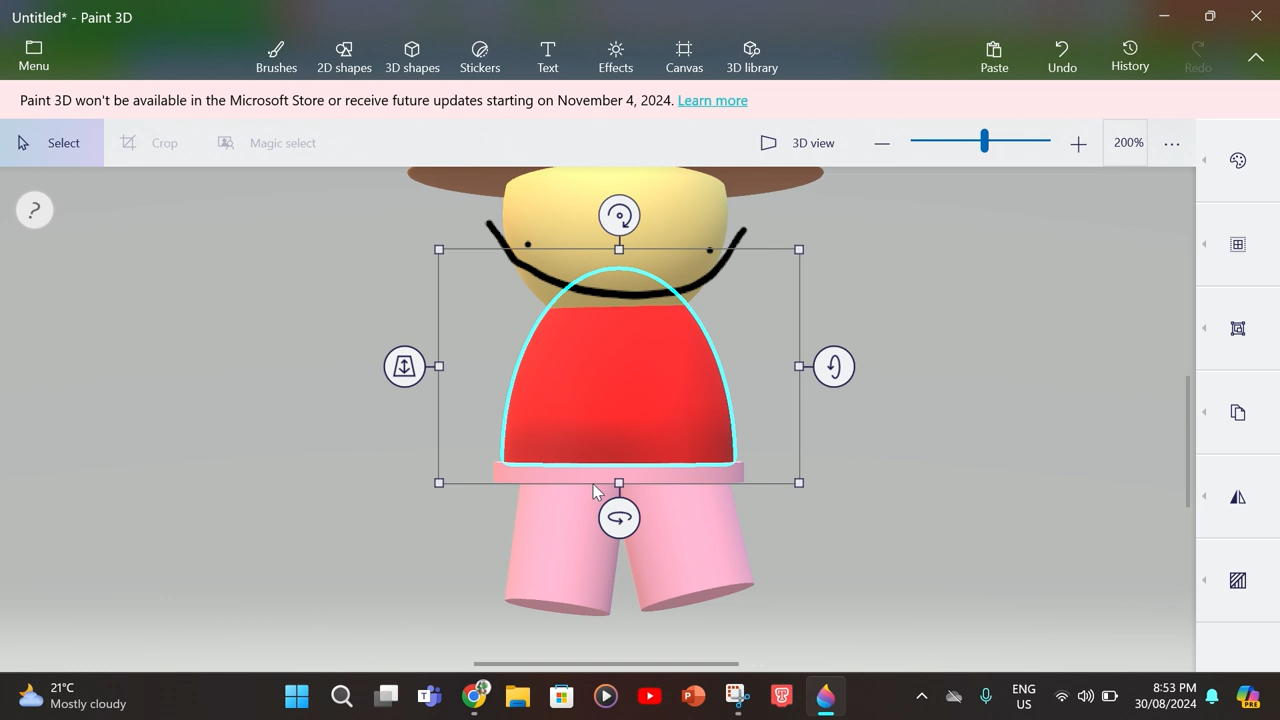 Untitled* - Paint 3D
Menu
Brushes
2D shapes
3D shapes
Stickers
Text
Effects
Canvas
3D library
Paste
Undo
History
Redo
Paint 3D won't be available in the Microsoft Store or receive future updates starting on November 4, 2024. Learn more
Select
Crop
Magic select
3D view
200%
21°C
Mostly cloudy
ENG
US
8:53 PM
30/08/2024
PRE